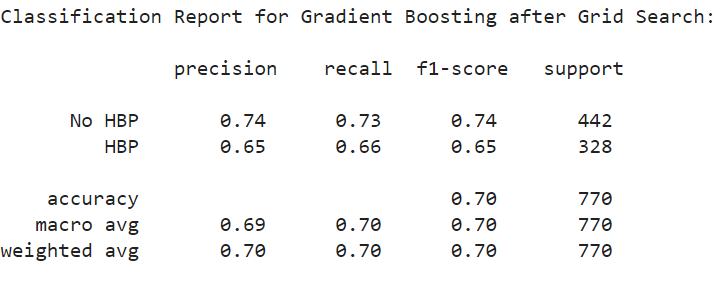 Classification Report for Gradient Boosting after Grid Search:
precision recall f1-score support
No HBP 0.74 0.73 0.74 442
HBP 0.65 0.66 0.65 328
accuracy 0.70 770
macro avg 0.69 0.70 0.70 770
weighted avg 0.70 0.70 0.70 770